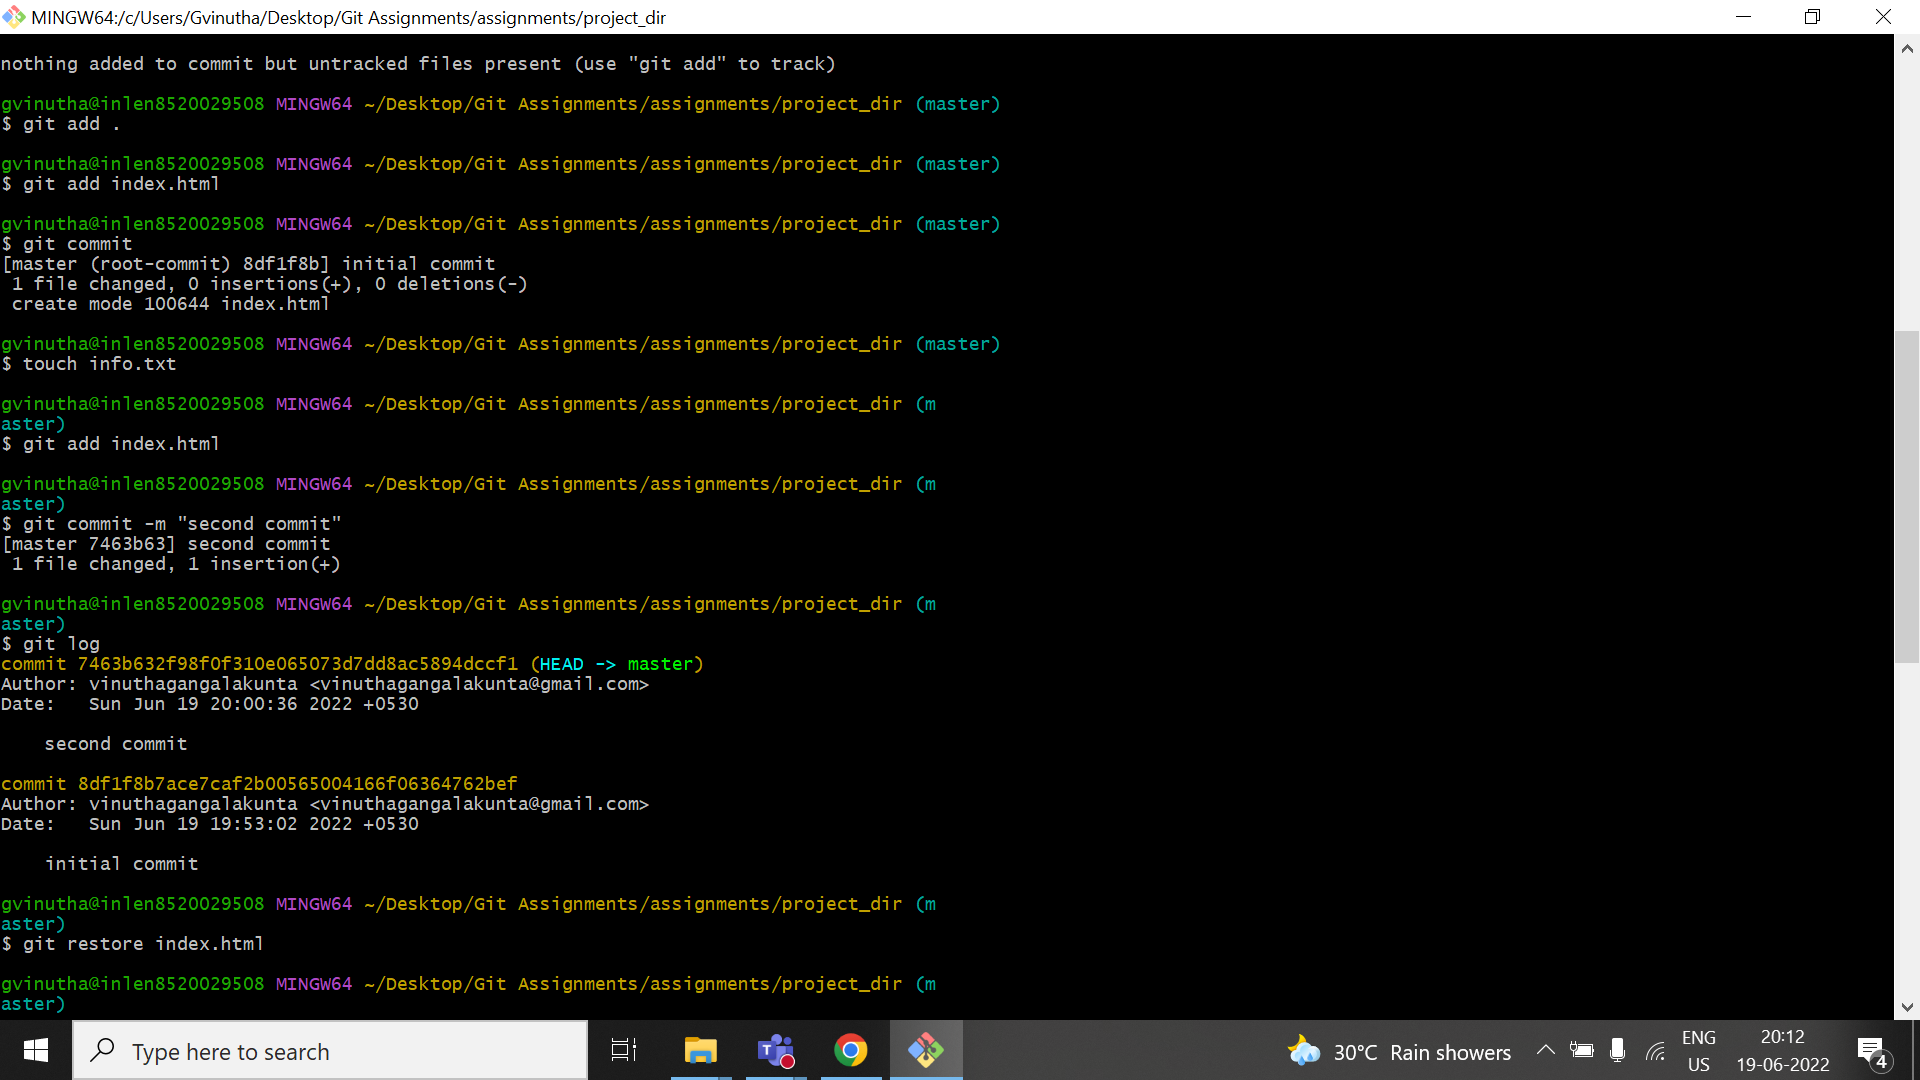 MINGW64:/c/Users/Gvinutha/Desktop/Git Assignments/assignments/project_dir
nothing added to commit but untracked files present (use "git add" to track)
gvinutha@inlen8520029508 MINGW64 ~/Desktop/Git Assignments/assignments/project_dir (master)
$ git add .
gvinutha@inlen8520029508 MINGW64 ~/Desktop/Git Assignments/assignments/project_dir (master)
$ git add index.html
gvinutha@inlen8520029508 MINGW64 ~/Desktop/Git Assignments/assignments/project_dir (master)
$ git commit
[master (root-commit) 8df1f8b] initial commit
 1 file changed, 0 insertions(+), 0 deletions(-)
 create mode 100644 index.html
gvinutha@inlen8520029508 MINGW64 ~/Desktop/Git Assignments/assignments/project_dir (master)
$ touch info.txt
gvinutha@inlen8520029508 MINGW64 ~/Desktop/Git Assignments/assignments/project_dir (m
aster)
$ git add index.html
gvinutha@inlen8520029508 MINGW64 ~/Desktop/Git Assignments/assignments/project_dir (m
aster)
$ git commit -m "second commit"
[master 7463b63] second commit
 1 file changed, 1 insertion(+)
gvinutha@inlen8520029508 MINGW64 ~/Desktop/Git Assignments/assignments/project_dir (m
aster)
$ git log
commit 7463b632f98f0f310e065073d7dd8ac5894dccf1 (HEAD -> master)
Author: vinuthagangalakunta <vinuthagangalakunta@gmail.com>
Date:   Sun Jun 19 20:00:36 2022 +0530
    second commit
commit 8df1f8b7ace7caf2b00565004166f06364762bef
Author: vinuthagangalakunta <vinuthagangalakunta@gmail.com>
Date:   Sun Jun 19 19:53:02 2022 +0530
    initial commit
gvinutha@inlen8520029508 MINGW64 ~/Desktop/Git Assignments/assignments/project_dir (m
aster)
$ git restore index.html
gvinutha@inlen8520029508 MINGW64 ~/Desktop/Git Assignments/assignments/project_dir (m
aster)
Type here to search
30°C Rain showers
ENG
US
20:12
19-06-2022
4